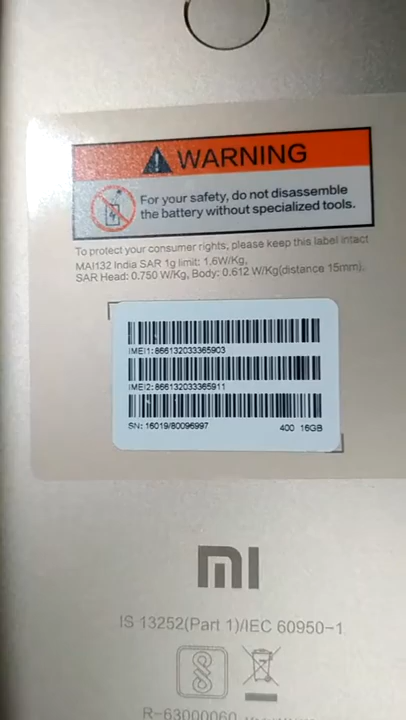 WARNING
For your safety, do not disassemble
the battery without specialized tools.
To protect your consumer rights, please keep this label intact
MAI132 India SAR 1g limit: 1.6W/Kg,
SAR Head: 0.750 W/Kg, Body: 0.612 W/Kg(distance 15mm).
IMEI1:866132033365903
IMEI2:866132033365911
SN: 16019/80096997 400 16GB
MI
IS 13252(Part 1)/IEC 60950-1
R-63000060